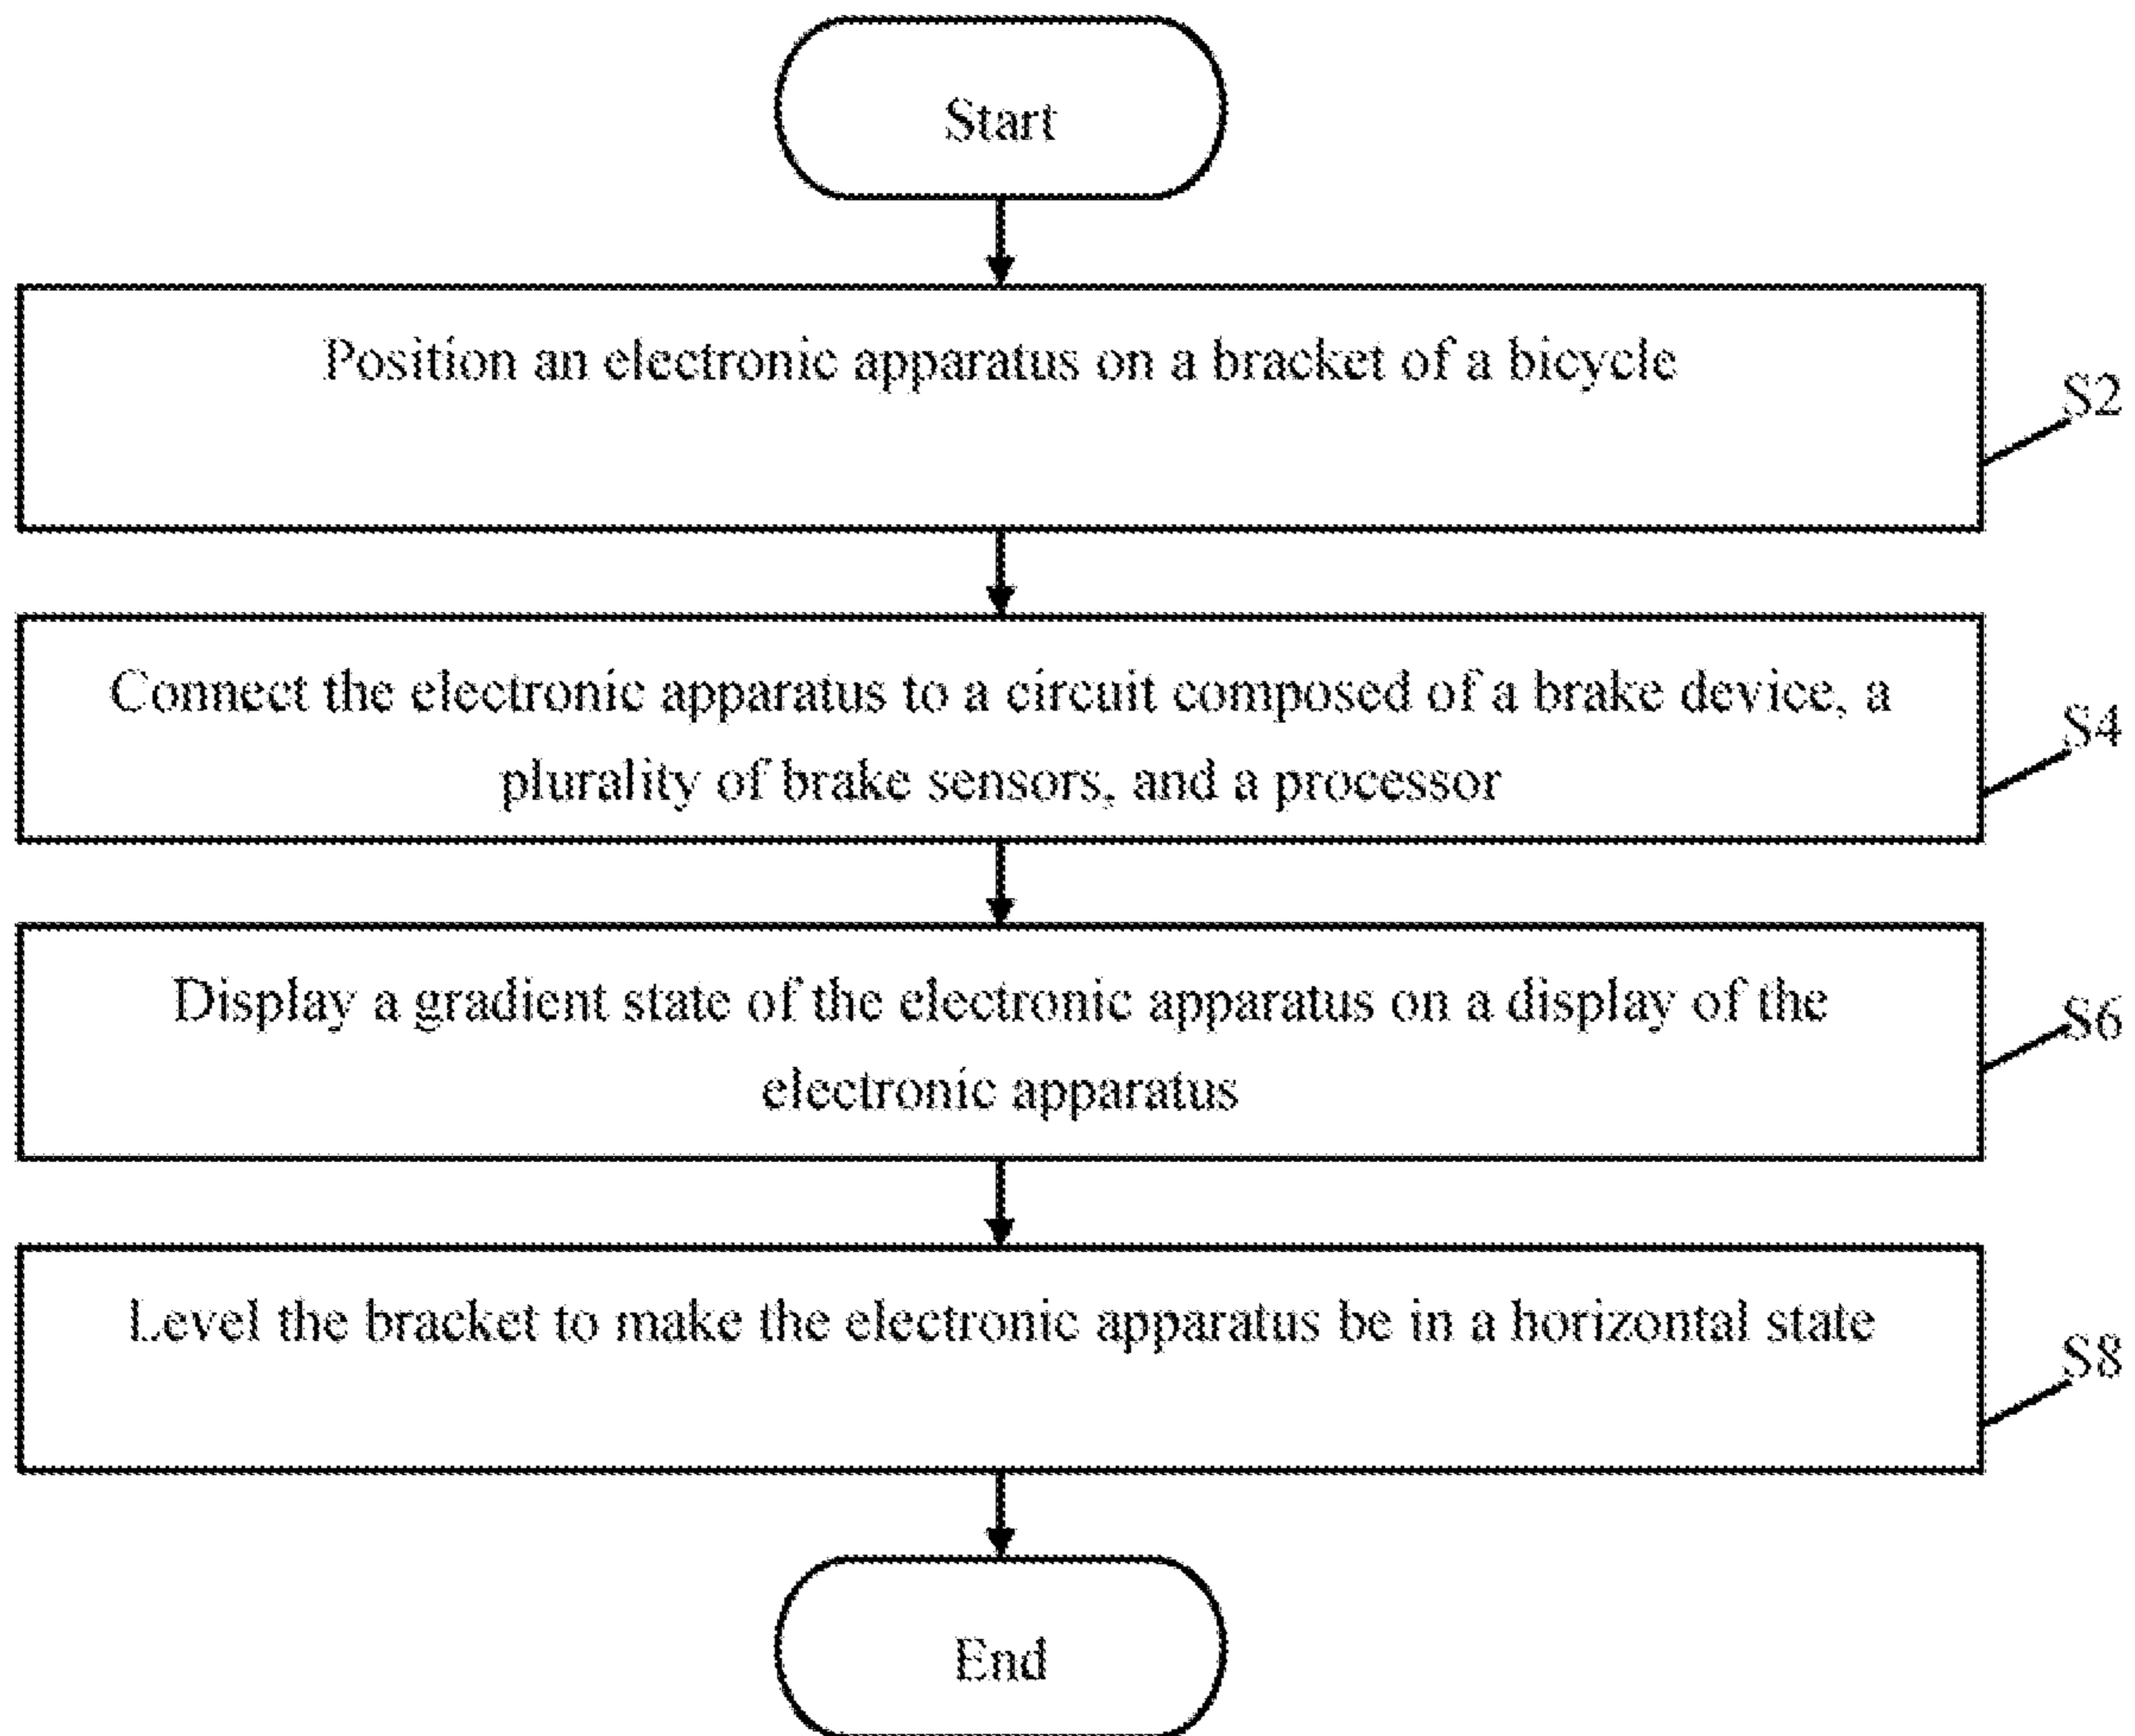 Start
Position an electronic apparatus on a bracket of a bicycle
S2
Connect the electronic apparatus to a circuit composed of a brake device, a
plurality of brake sensors, and a processor
S4
Display a gradient state of the electronic apparatus on a display of the
electronic apparatus
S6
Level the bracket to make the electronic apparatus be in a horizontal state
S8
End